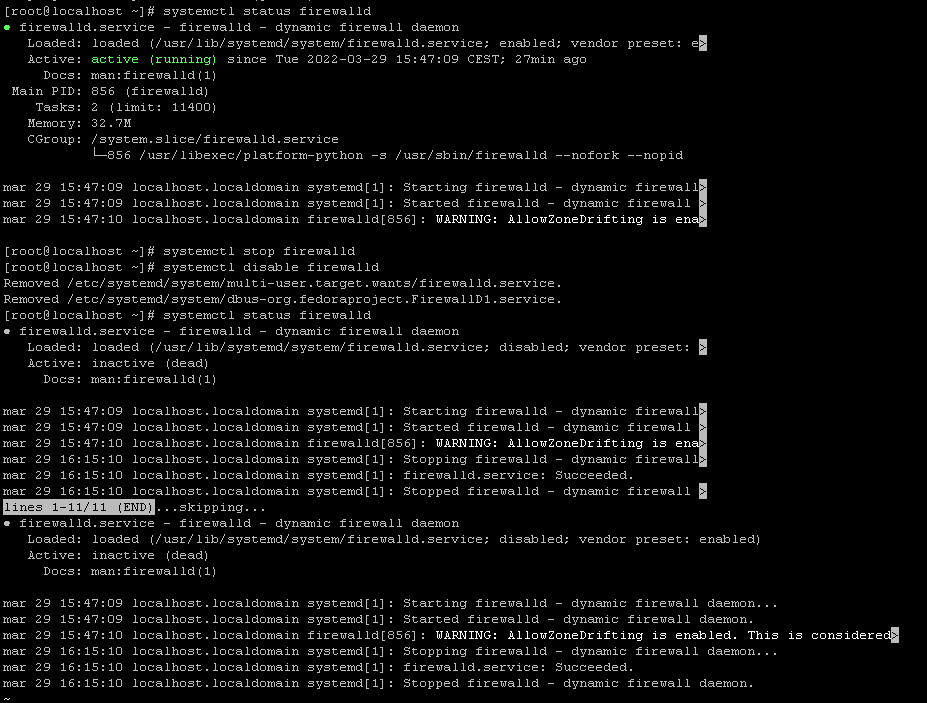 [root@localhost ~]# systemctl status firewalld
● firewalld.service - firewalld - dynamic firewall daemon
   Loaded: loaded (/usr/lib/systemd/system/firewalld.service; enabled; vendor preset: e>
   Active: active (running) since Tue 2022-03-29 15:47:09 CEST; 27min ago
     Docs: man:firewalld(1)
 Main PID: 856 (firewalld)
    Tasks: 2 (limit: 11400)
   Memory: 32.7M
   CGroup: /system.slice/firewalld.service
           └─856 /usr/libexec/platform-python -s /usr/sbin/firewalld --nofork --nopid
mar 29 15:47:09 localhost.localdomain systemd[1]: Starting firewalld - dynamic firewall>
mar 29 15:47:09 localhost.localdomain systemd[1]: Started firewalld - dynamic firewall >
mar 29 15:47:10 localhost.localdomain firewalld[856]: WARNING: AllowZoneDrifting is ena>
[root@localhost ~]# systemctl stop firewalld
[root@localhost ~]# systemctl disable firewalld
Removed /etc/systemd/system/multi-user.target.wants/firewalld.service.
Removed /etc/systemd/system/dbus-org.fedoraproject.FirewallD1.service.
[root@localhost ~]# systemctl status firewalld
● firewalld.service - firewalld - dynamic firewall daemon
   Loaded: loaded (/usr/lib/systemd/system/firewalld.service; disabled; vendor preset: >
   Active: inactive (dead)
     Docs: man:firewalld(1)
mar 29 15:47:09 localhost.localdomain systemd[1]: Starting firewalld - dynamic firewall>
mar 29 15:47:09 localhost.localdomain systemd[1]: Started firewalld - dynamic firewall >
mar 29 15:47:10 localhost.localdomain firewalld[856]: WARNING: AllowZoneDrifting is ena>
mar 29 16:15:10 localhost.localdomain systemd[1]: Stopping firewalld - dynamic firewall>
mar 29 16:15:10 localhost.localdomain systemd[1]: firewalld.service: Succeeded.
mar 29 16:15:10 localhost.localdomain systemd[1]: Stopped firewalld - dynamic firewall >
lines 1-11/11 (END)...skipping...
● firewalld.service - firewalld - dynamic firewall daemon
   Loaded: loaded (/usr/lib/systemd/system/firewalld.service; disabled; vendor preset: enabled)
   Active: inactive (dead)
     Docs: man:firewalld(1)
mar 29 15:47:09 localhost.localdomain systemd[1]: Starting firewalld - dynamic firewall daemon...
mar 29 15:47:09 localhost.localdomain systemd[1]: Started firewalld - dynamic firewall daemon.
mar 29 15:47:10 localhost.localdomain firewalld[856]: WARNING: AllowZoneDrifting is enabled. This is considered>
mar 29 16:15:10 localhost.localdomain systemd[1]: Stopping firewalld - dynamic firewall daemon...
mar 29 16:15:10 localhost.localdomain systemd[1]: firewalld.service: Succeeded.
mar 29 16:15:10 localhost.localdomain systemd[1]: Stopped firewalld - dynamic firewall daemon.
~